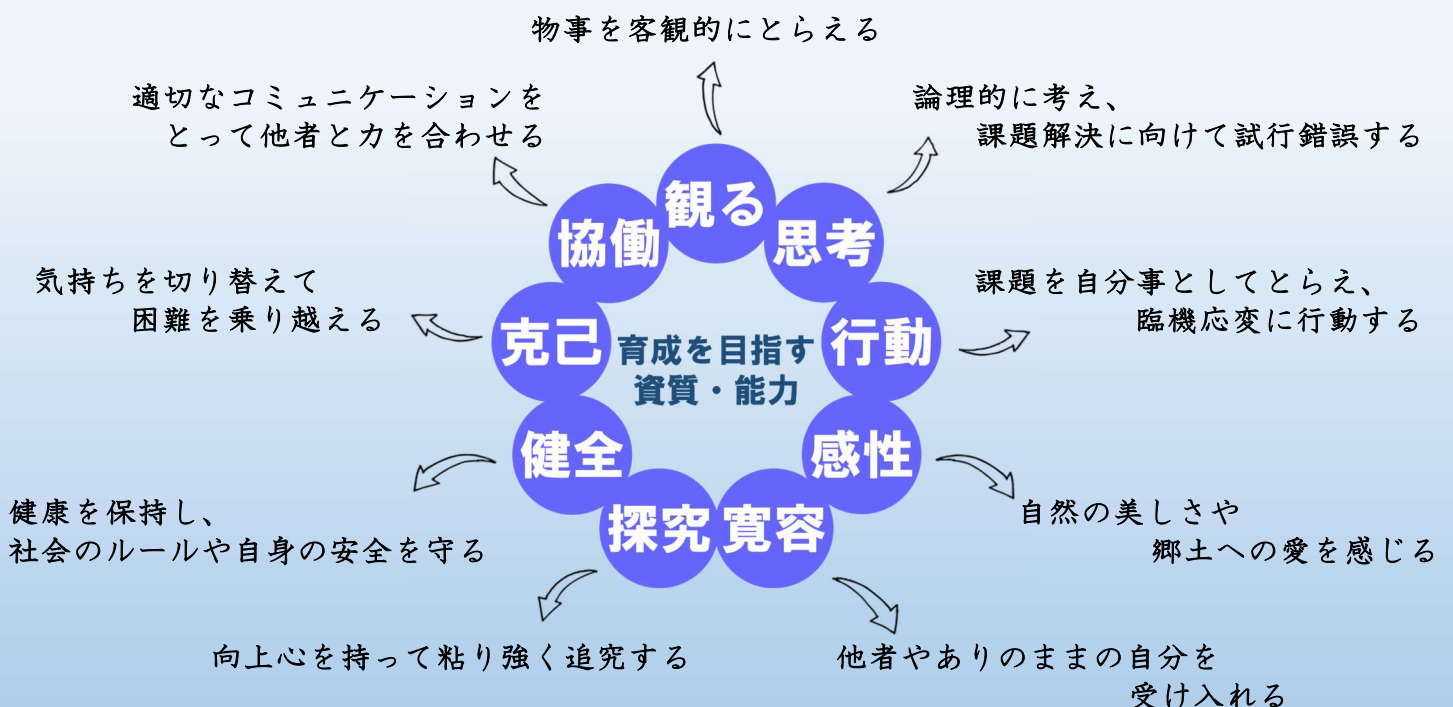 物事を客観的にとらえる
適切なコミュニケーションを
とって他者と力を合わせる
論理的に考え、
課題解決に向けて試行錯誤する
観る
協働
思考
気持ちを切り替えて
困難を乗り越える
課題を自分事としてとらえ、
臨機応変に行動する
克己
行動
育成を目指す
資質・能力
健全
感性
健康を保持し、
社会のルールや自身の安全を守る
自然の美しさや
郷土への愛を感じる
探究
寛容
向上心を持って粘り強く追究する
他者やありのままの自分を
受け入れる